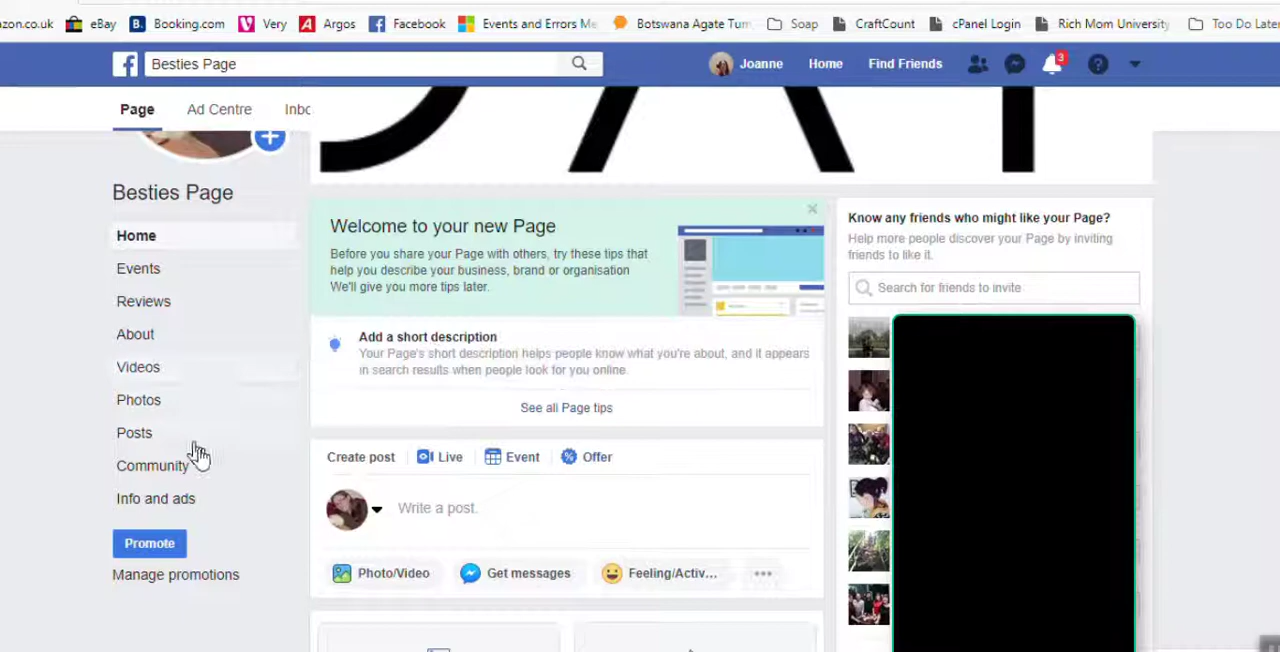 zon.co.uk eBay Booking.com Very Argos Facebook Events and Errors Me Botswana Agate Tum Soap CraftCount cPanel Login Rich Mom University Too Do Later
Besties Page Joanne Home Find Friends 3
Page Ad Centre Inbo
DAY
Besties Page
Home
Events
Reviews
About
Videos
Photos
Posts
Community
Info and ads
Promote
Manage promotions
Welcome to your new Page
Before you share your Page with others, try these tips that
help you describe your business, brand or organisation
We'll give you more tips later.
Add a short description
Your Page's short description helps people know what you're about, and it appears
in search results when people look for you online.
See all Page tips
Create post Live Event Offer
Write a post.
Photo/Video Get messages Feeling/Activ...
Know any friends who might like your Page?
Help more people discover your Page by inviting
friends to like it.
Search for friends to invite